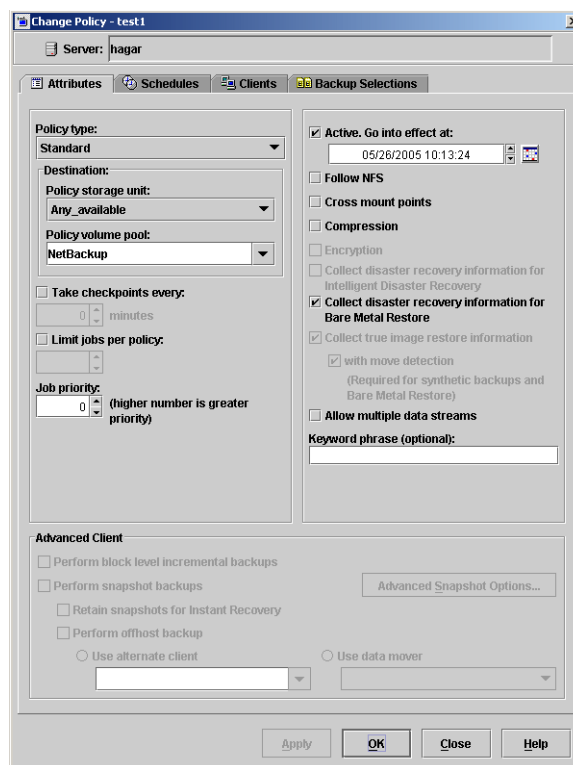 Change Policy - test1
Server: hagar
Attributes
Schedules
Clients
Backup Selections
Policy type:
Standard
Destination:
Policy storage unit:
Any_available
Policy volume pool:
NetBackup
Take checkpoints every:
0 minutes
Limit jobs per policy:
Job priority:
0 (higher number is greater
priority)
Active. Go into effect at:
05/26/2005 10:13:24
Follow NFS
Cross mount points
Compression
Encryption
Collect disaster recovery information for
Intelligent Disaster Recovery
Collect disaster recovery information for
Bare Metal Restore
Collect true image restore information
with move detection
(Required for synthetic backups and
Bare Metal Restore)
Allow multiple data streams
Keyword phrase (optional):
Advanced Client
Perform block level incremental backups
Perform snapshot backups
Advanced Snapshot Options...
Retain snapshots for Instant Recovery
Perform offhost backup
Use alternate client
Use data mover
Apply
OK
Close
Help